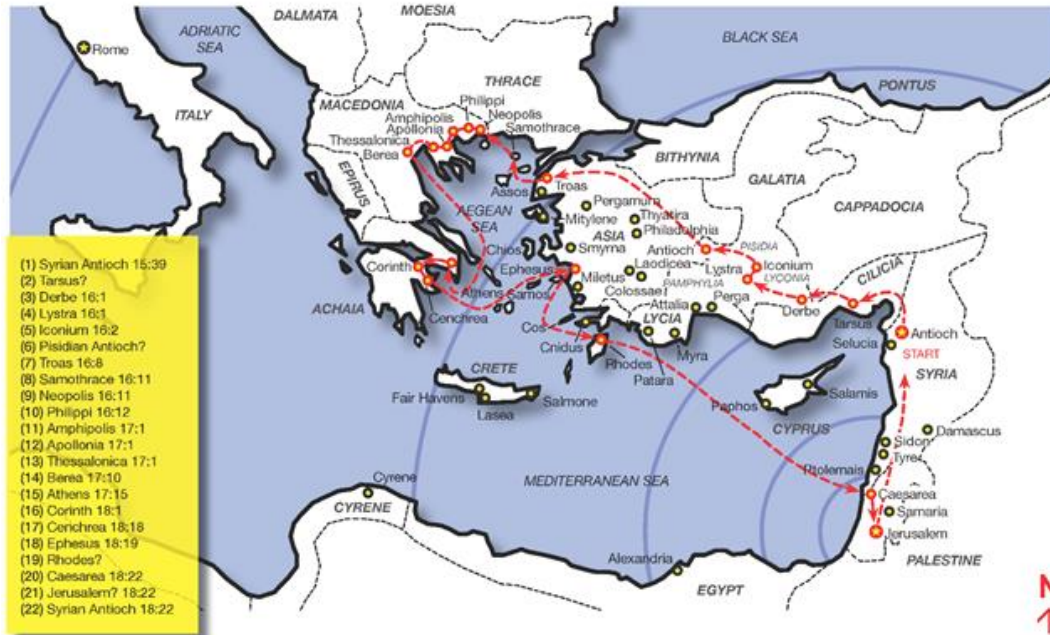 DALMATA
MOESIA
ADRIATIC
SEA
BLACK SEA
Rome
THRACE
PONTUS
ITALY
MACEDONIA
Philippi
Neopolis
Amphipolis
Apollonia
Samothrace
Thessalonica
Berea
BITHYNIA
EPIRUS
GALATIA
Assos
Troas
CAPPADOCIA
Pergamum
AEGEAN
SEA
Mitylene
Thyatira
Philadelphia
ASIA
Smyrna
Chios
Antioch
PISIDIA
Iconium
Lystra
LYCONIA
CILICIA
Corinth
Ephesus
Laodicea
Miletus
Colossae
PAMPHYLIA
Athens
Samos
Attalia
Perga
Derbe
Tarsus
ACHAIA
Cenchrea
LYCIA
Antioch
Selucia
START
Cos
Cnidus
Rhodes
Myra
Patara
SYRIA
CRETE
Fair Havens
Salmone
Lasea
Salamis
Paphos
CYPRUS
Damascus
Sidon
Tyre
Ptolemais
Cyrene
MEDITERRANEAN SEA
Caesarea
CYRENE
Samaria
Jerusalem
Alexandria
EGYPT
PALESTINE
N
(1) Syrian Antioch 15:39
(2) Tarsus?
(3) Derbe 16:1
(4) Lystra 16:1
(5) Iconium 16:2
(6) Pisidian Antioch?
(7) Troas 16:8
(8) Samothrace 16:11
(9) Neopolis 16:11
(10) Philippi 16:12
(11) Amphipolis 17:1
(12) Apollonia 17:1
(13) Thessalonica 17:1
(14) Berea 17:10
(15) Athens 17:15
(16) Corinth 18:1
(17) Cenchrea 18:18
(18) Ephesus 18:19
(19) Rhodes?
(20) Caesarea 18:22
(21) Jerusalem? 18:22
(22) Syrian Antioch 18:22